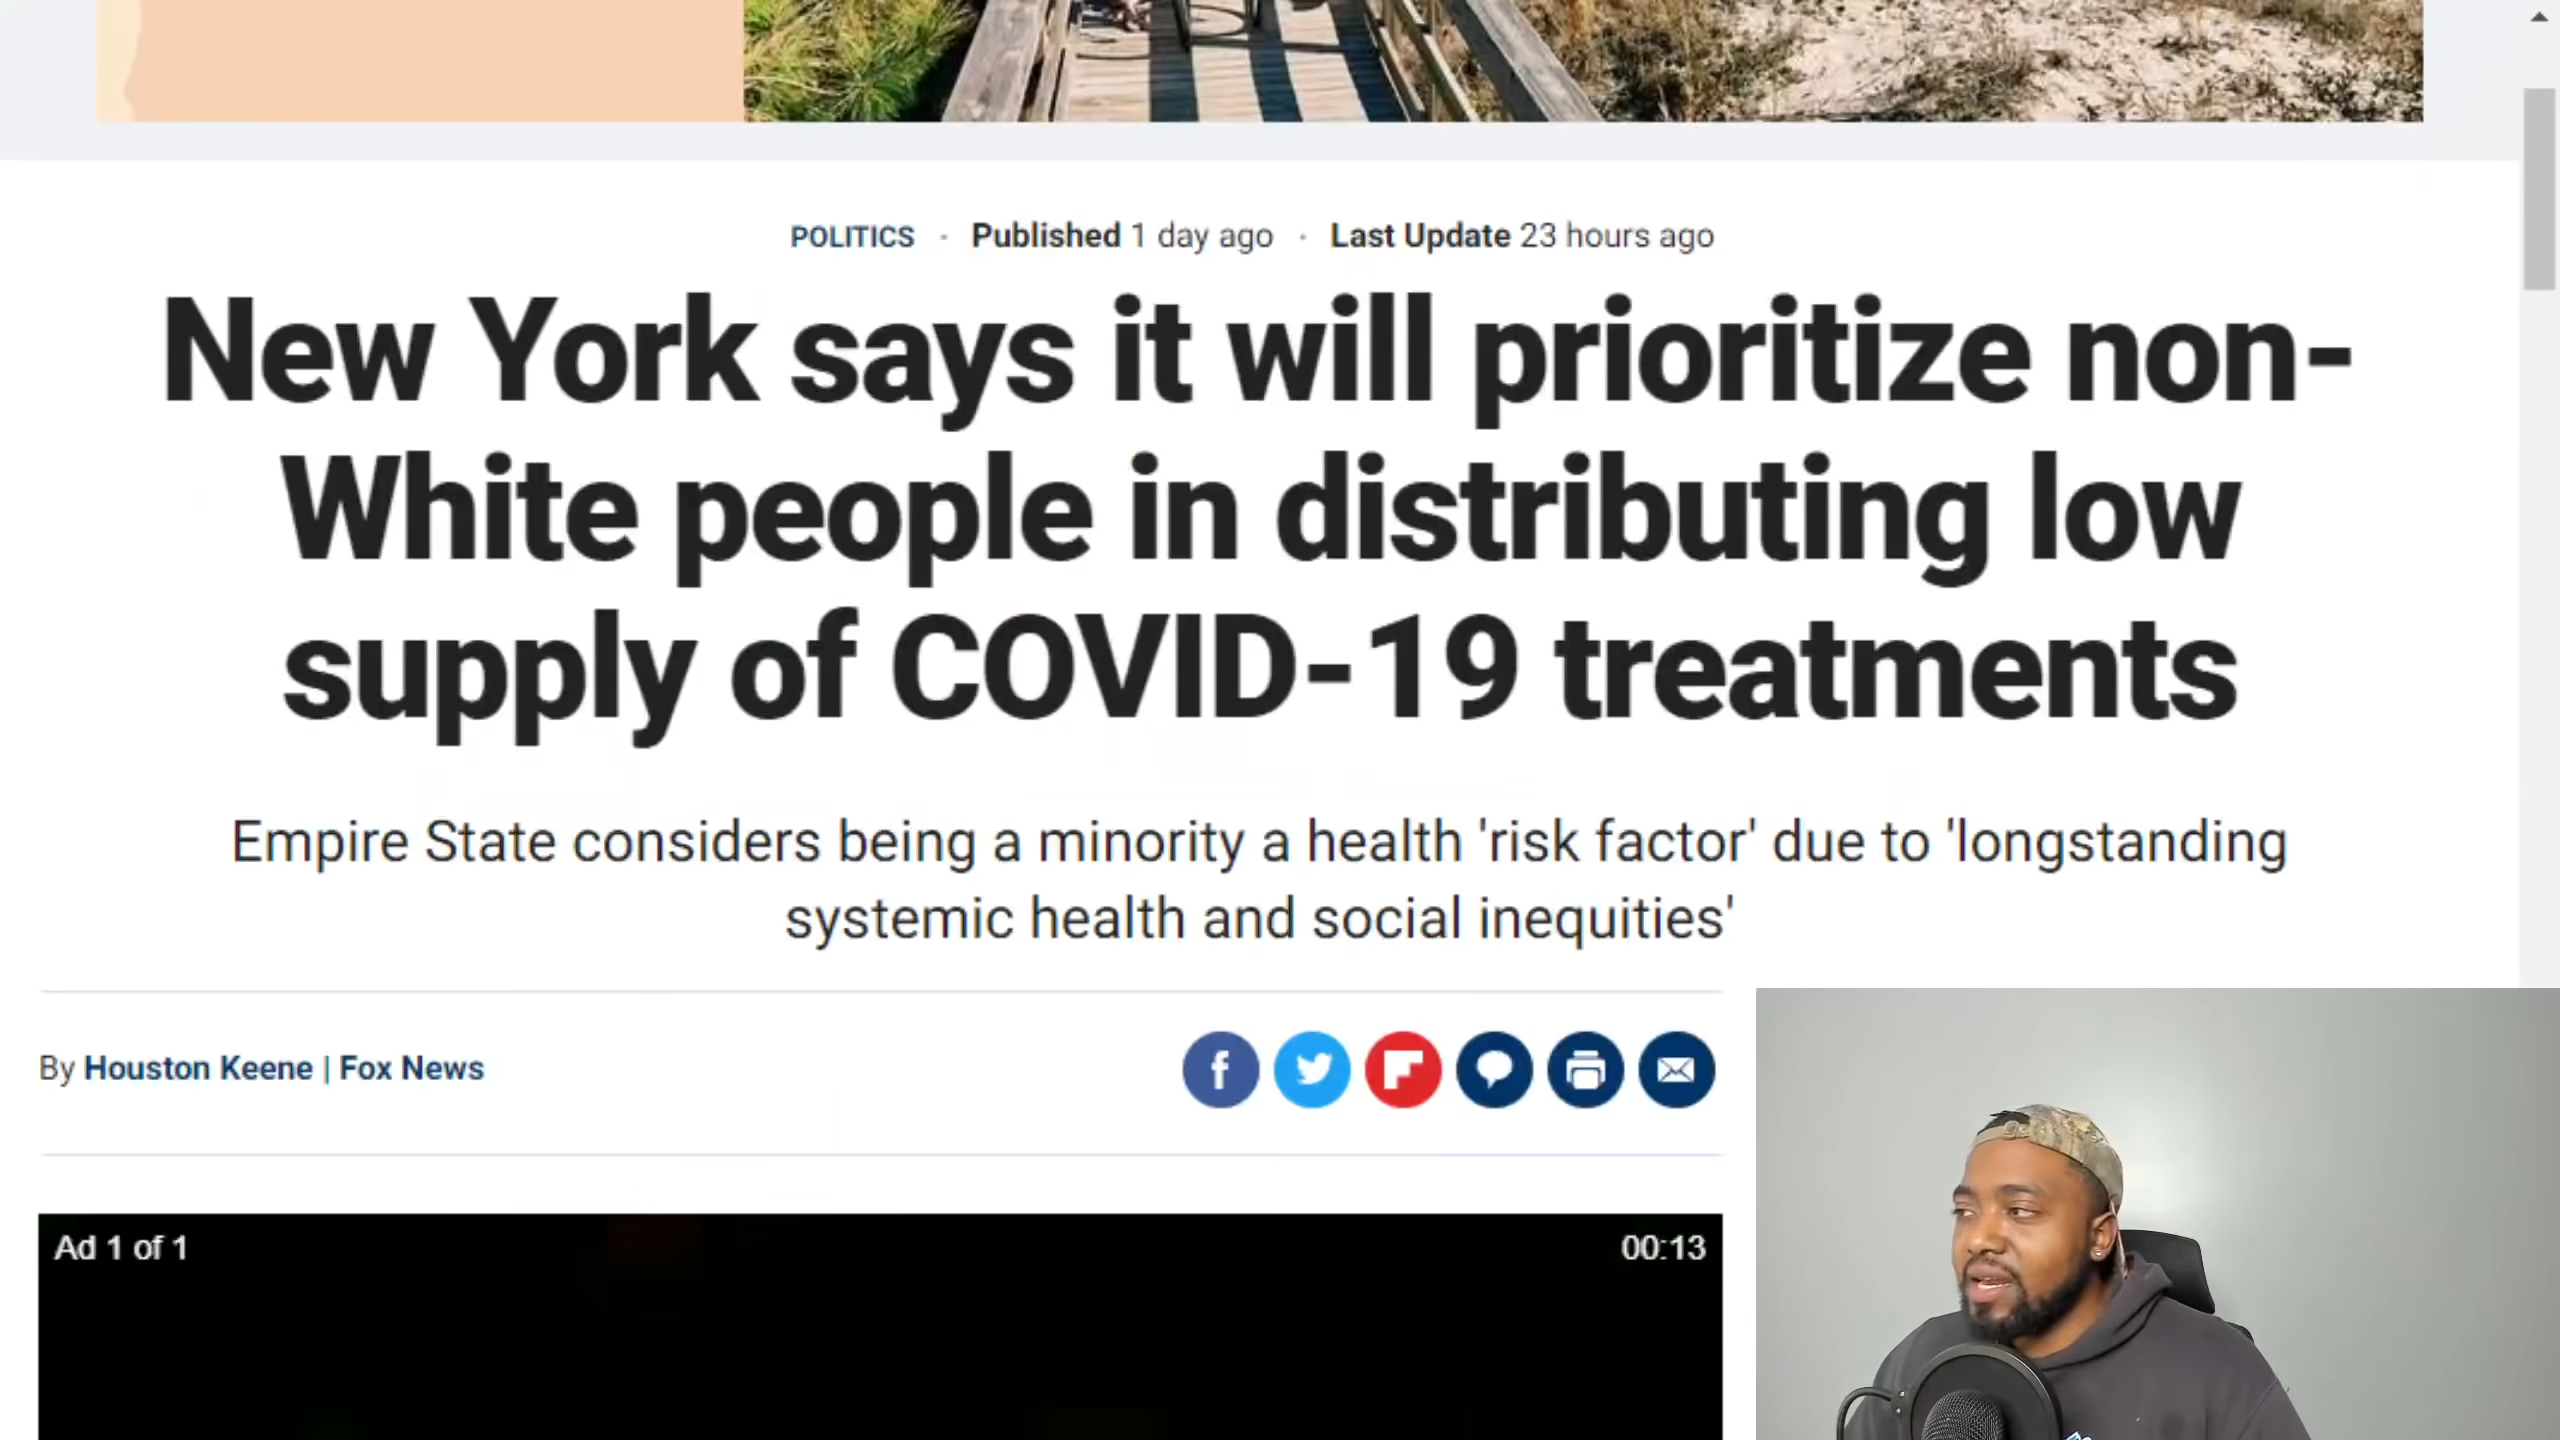 POLITICS · Published 1 day ago · Last Update 23 hours ago
New York says it will prioritize non-
White people in distributing low
supply of COVID-19 treatments
Empire State considers being a minority a health 'risk factor' due to 'longstanding
systemic health and social inequities'
By Houston Keene | Fox News
Ad 1 of 1
00:13